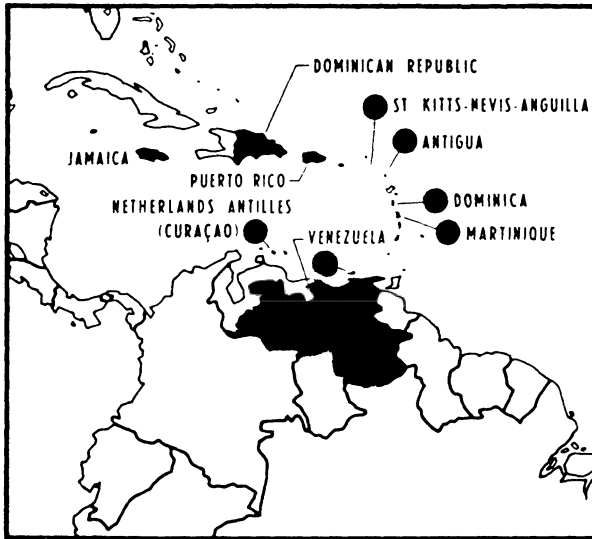 DOMINICAN REPUBLIC
ST KITTS-NEVIS-ANGUILLA
ANTIGUA
JAMAICA
PUERTO RICO
DOMINICA
NETHERLANDS ANTILLES
(CURAÇAO)
VENEZUELA
MARTINIQUE